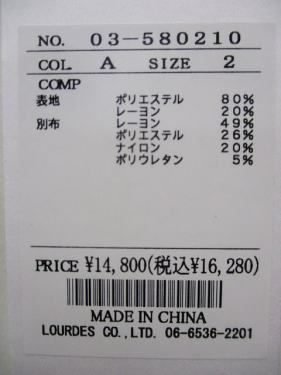 NO. 03-580210
COL. A SIZE 2
COMP
表地 ポリエステル 80%
レーヨン 20%
別布 レーヨン 49%
ポリエステル 26%
ナイロン 20%
ポリウレタン 5%
PRICE ¥14,800(税込¥16,280)
MADE IN CHINA
LOURDES CO.,LTD. 06-6536-2201